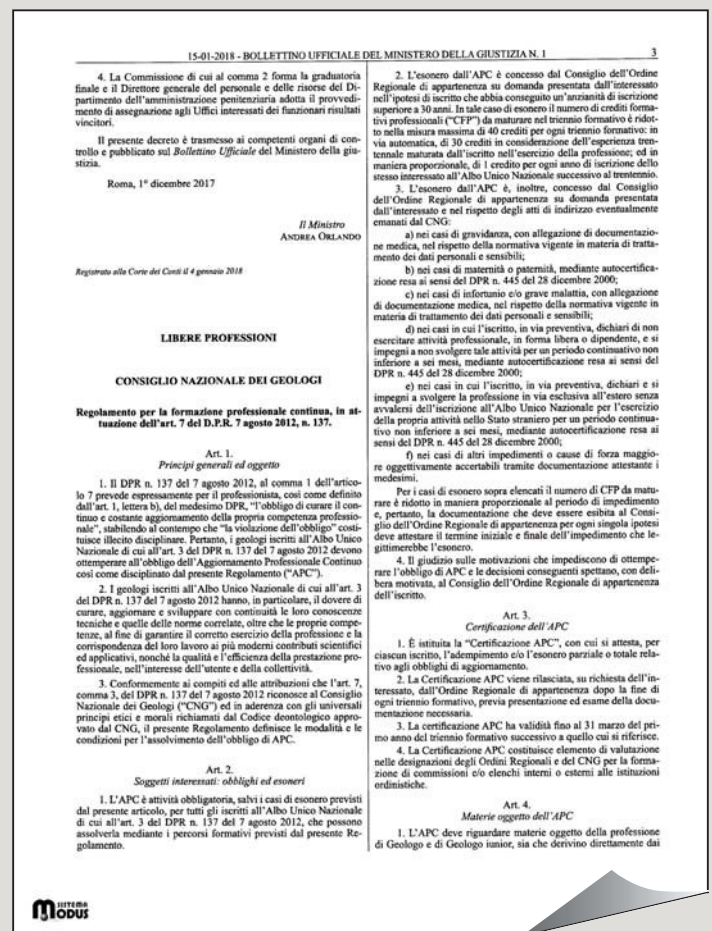 15-01-2018 - BOLLETTINO UFFICIALE DEL MINISTERO DELLA GIUSTIZIA N. 1
3
4. La Commissione di cui al comma 2 forma la graduatoria
finale e il Direttore generale del personale e delle risorse del Di-
partimento dell'amministrazione penitenziaria adotta il provvedi-
mento di assegnazione agli Uffici interessati dei funzionari risultati
vincitori.
Il presente decreto è trasmesso ai competenti organi di con-
trollo e pubblicato sul Bollettino Ufficiale del Ministero della giu-
stizia.
Roma, 1° dicembre 2017
Il Ministro
ANDREA ORLANDO
Registrato alla Corte dei Conti il 4 gennaio 2018
LIBERE PROFESSIONI
CONSIGLIO NAZIONALE DEI GEOLOGI
Regolamento per la formazione professionale continua, in at-
tuazione dell'art. 7 del D.P.R. 7 agosto 2012, n. 137.
Art. 1.
Principi generali ed oggetto
1. Il DPR n. 137 del 7 agosto 2012, al comma 1 dell'artico-
lo 7 prevede espressamente per il professionista, così come definito
dall'art. 1, lettera b), del medesimo DPR, "l'obbligo di curare il con-
tinuo e costante aggiornamento della propria competenza professio-
nale", stabilendo al contempo che "la violazione dell'obbligo" costi-
tuisce illecito disciplinare. Pertanto, i geologi iscritti all'Albo Unico
Nazionale di cui all'art. 3 del DPR n. 137 del 7 agosto 2012 devono
ottemperare all'obbligo dell'Aggiornamento Professionale Continuo
così come disciplinato dal presente Regolamento ("APC").
2. I geologi iscritti all'Albo Unico Nazionale di cui all'art. 3
del DPR n. 137 del 7 agosto 2012 hanno, in particolare, il dovere di
curare, aggiornare e sviluppare con continuità le loro conoscenze
tecniche e quelle delle norme correlate, oltre che le proprie compe-
tenze, al fine di garantire il corretto esercizio della professione e la
corrispondenza del loro lavoro ai più moderni contributi scientifici
ed applicativi, nonché la qualità e l'efficienza della prestazione pro-
fessionale, nell'interesse dell'utente e della collettività.
3. Conformemente ai compiti ed alle attribuzioni che l'art. 7,
comma 3, del DPR n. 137 del 7 agosto 2012 riconosce al Consiglio
Nazionale dei Geologi ("CNG") ed in aderenza con gli universali
principi etici e morali richiamati dal Codice deontologico appro-
vato dal CNG, il presente Regolamento definisce le modalità e le
condizioni per l'assolvimento dell'obbligo di APC.
Art. 2.
Soggetti interessati: obblighi ed esoneri
1. L'APC è attività obbligatoria, salvi i casi di esonero previsti
dal presente articolo, per tutti gli iscritti all'Albo Unico Nazionale
di cui all'art. 3 del DPR n. 137 del 7 agosto 2012, che possono
assolverla mediante i percorsi formativi previsti dal presente Re-
golamento.
2. L'esonero dall'APC è concesso dal Consiglio dell'Ordine
Regionale di appartenenza su domanda presentata dall'interessato
nell'ipotesi di iscritto che abbia conseguito un'anzianità di iscrizione
superiore a 30 anni. In tale caso di esonero il numero di crediti forma-
tivi professionali ("CFP") da maturare nel triennio formativo è ridot-
to nella misura massima di 40 crediti per ogni triennio formativo: in
via automatica, di 30 crediti in considerazione dell'esperienza tren-
tennale maturata dall'iscritto nell'esercizio della professione; ed in
maniera proporzionale, di 1 credito per ogni anno di iscrizione dello
stesso interessato all'Albo Unico Nazionale successivo al trentennio.
3. L'esonero dall'APC è, inoltre, concesso dal Consiglio
dell'Ordine Regionale di appartenenza su domanda presentata
dall'interessato e nel rispetto degli atti di indirizzo eventualmente
emanati dal CNG:
a) nei casi di gravidanza, con allegazione di documentazio-
ne medica, nel rispetto della normativa vigente in materia di tratta-
mento dei dati personali e sensibili;
b) nei casi di maternità o paternità, mediante autocertifica-
zione resa ai sensi del DPR n. 445 del 28 dicembre 2000;
c) nei casi di infortunio e/o grave malattia, con allegazione
di documentazione medica, nel rispetto della normativa vigente in
materia di trattamento dei dati personali e sensibili;
d) nei casi in cui l'iscritto, in via preventiva, dichiari di non
esercitare attività professionale, in forma libera o dipendente, e si
impegni a non svolgere tale attività per un periodo continuativo non
inferiore a sei mesi, mediante autocertificazione resa ai sensi del
DPR n. 445 del 28 dicembre 2000;
e) nei casi in cui l'iscritto, in via preventiva, dichiari e si
impegni a svolgere la professione in via esclusiva all'estero senza
avvalersi dell'iscrizione all'Albo Unico Nazionale per l'esercizio
della propria attività nello Stato straniero per un periodo continua-
tivo non inferiore a sei mesi, mediante autocertificazione resa ai
sensi del DPR n. 445 del 28 dicembre 2000;
f) nei casi di altri impedimenti o cause di forza maggio-
re oggettivamente accertabili tramite documentazione attestante i
medesimi.
Per i casi di esonero sopra elencati il numero di CFP da matu-
rare è ridotto in maniera proporzionale al periodo di impedimento
e, pertanto, la documentazione che deve essere esibita al Consi-
glio dell'Ordine Regionale di appartenenza per ogni singola ipotesi
deve attestare il termine iniziale e finale dell'impedimento che le-
gittimerebbe l'esonero.
4. Il giudizio sulle motivazioni che impediscono di ottempe-
rare l'obbligo di APC e le decisioni conseguenti spettano, con deli-
bera motivata, al Consiglio dell'Ordine Regionale di appartenenza
dell'iscritto.
Art. 3.
Certificazione dell'APC
1. È istituita la "Certificazione APC", con cui si attesta, per
ciascun iscritto, l'adempimento e/o l'esonero parziale o totale rela-
tivo agli obblighi di aggiornamento.
2. La Certificazione APC viene rilasciata, su richiesta dell'in-
teressato, dall'Ordine Regionale di appartenenza dopo la fine di
ogni triennio formativo, previa presentazione ed esame della docu-
mentazione necessaria.
3. La certificazione APC ha validità fino al 31 marzo del pri-
mo anno del triennio formativo successivo a quello cui si riferisce.
4. La Certificazione APC costituisce elemento di valutazione
nelle designazioni degli Ordini Regionali e del CNG per la forma-
zione di commissioni e/o elenchi interni o esterni alle istituzioni
ordinistiche.
Art. 4.
Materie oggetto dell'APC
1. L'APC deve riguardare materie oggetto della professione
di Geologo e di Geologo iunior, sia che derivino direttamente dai
SISTEMA
MODUS